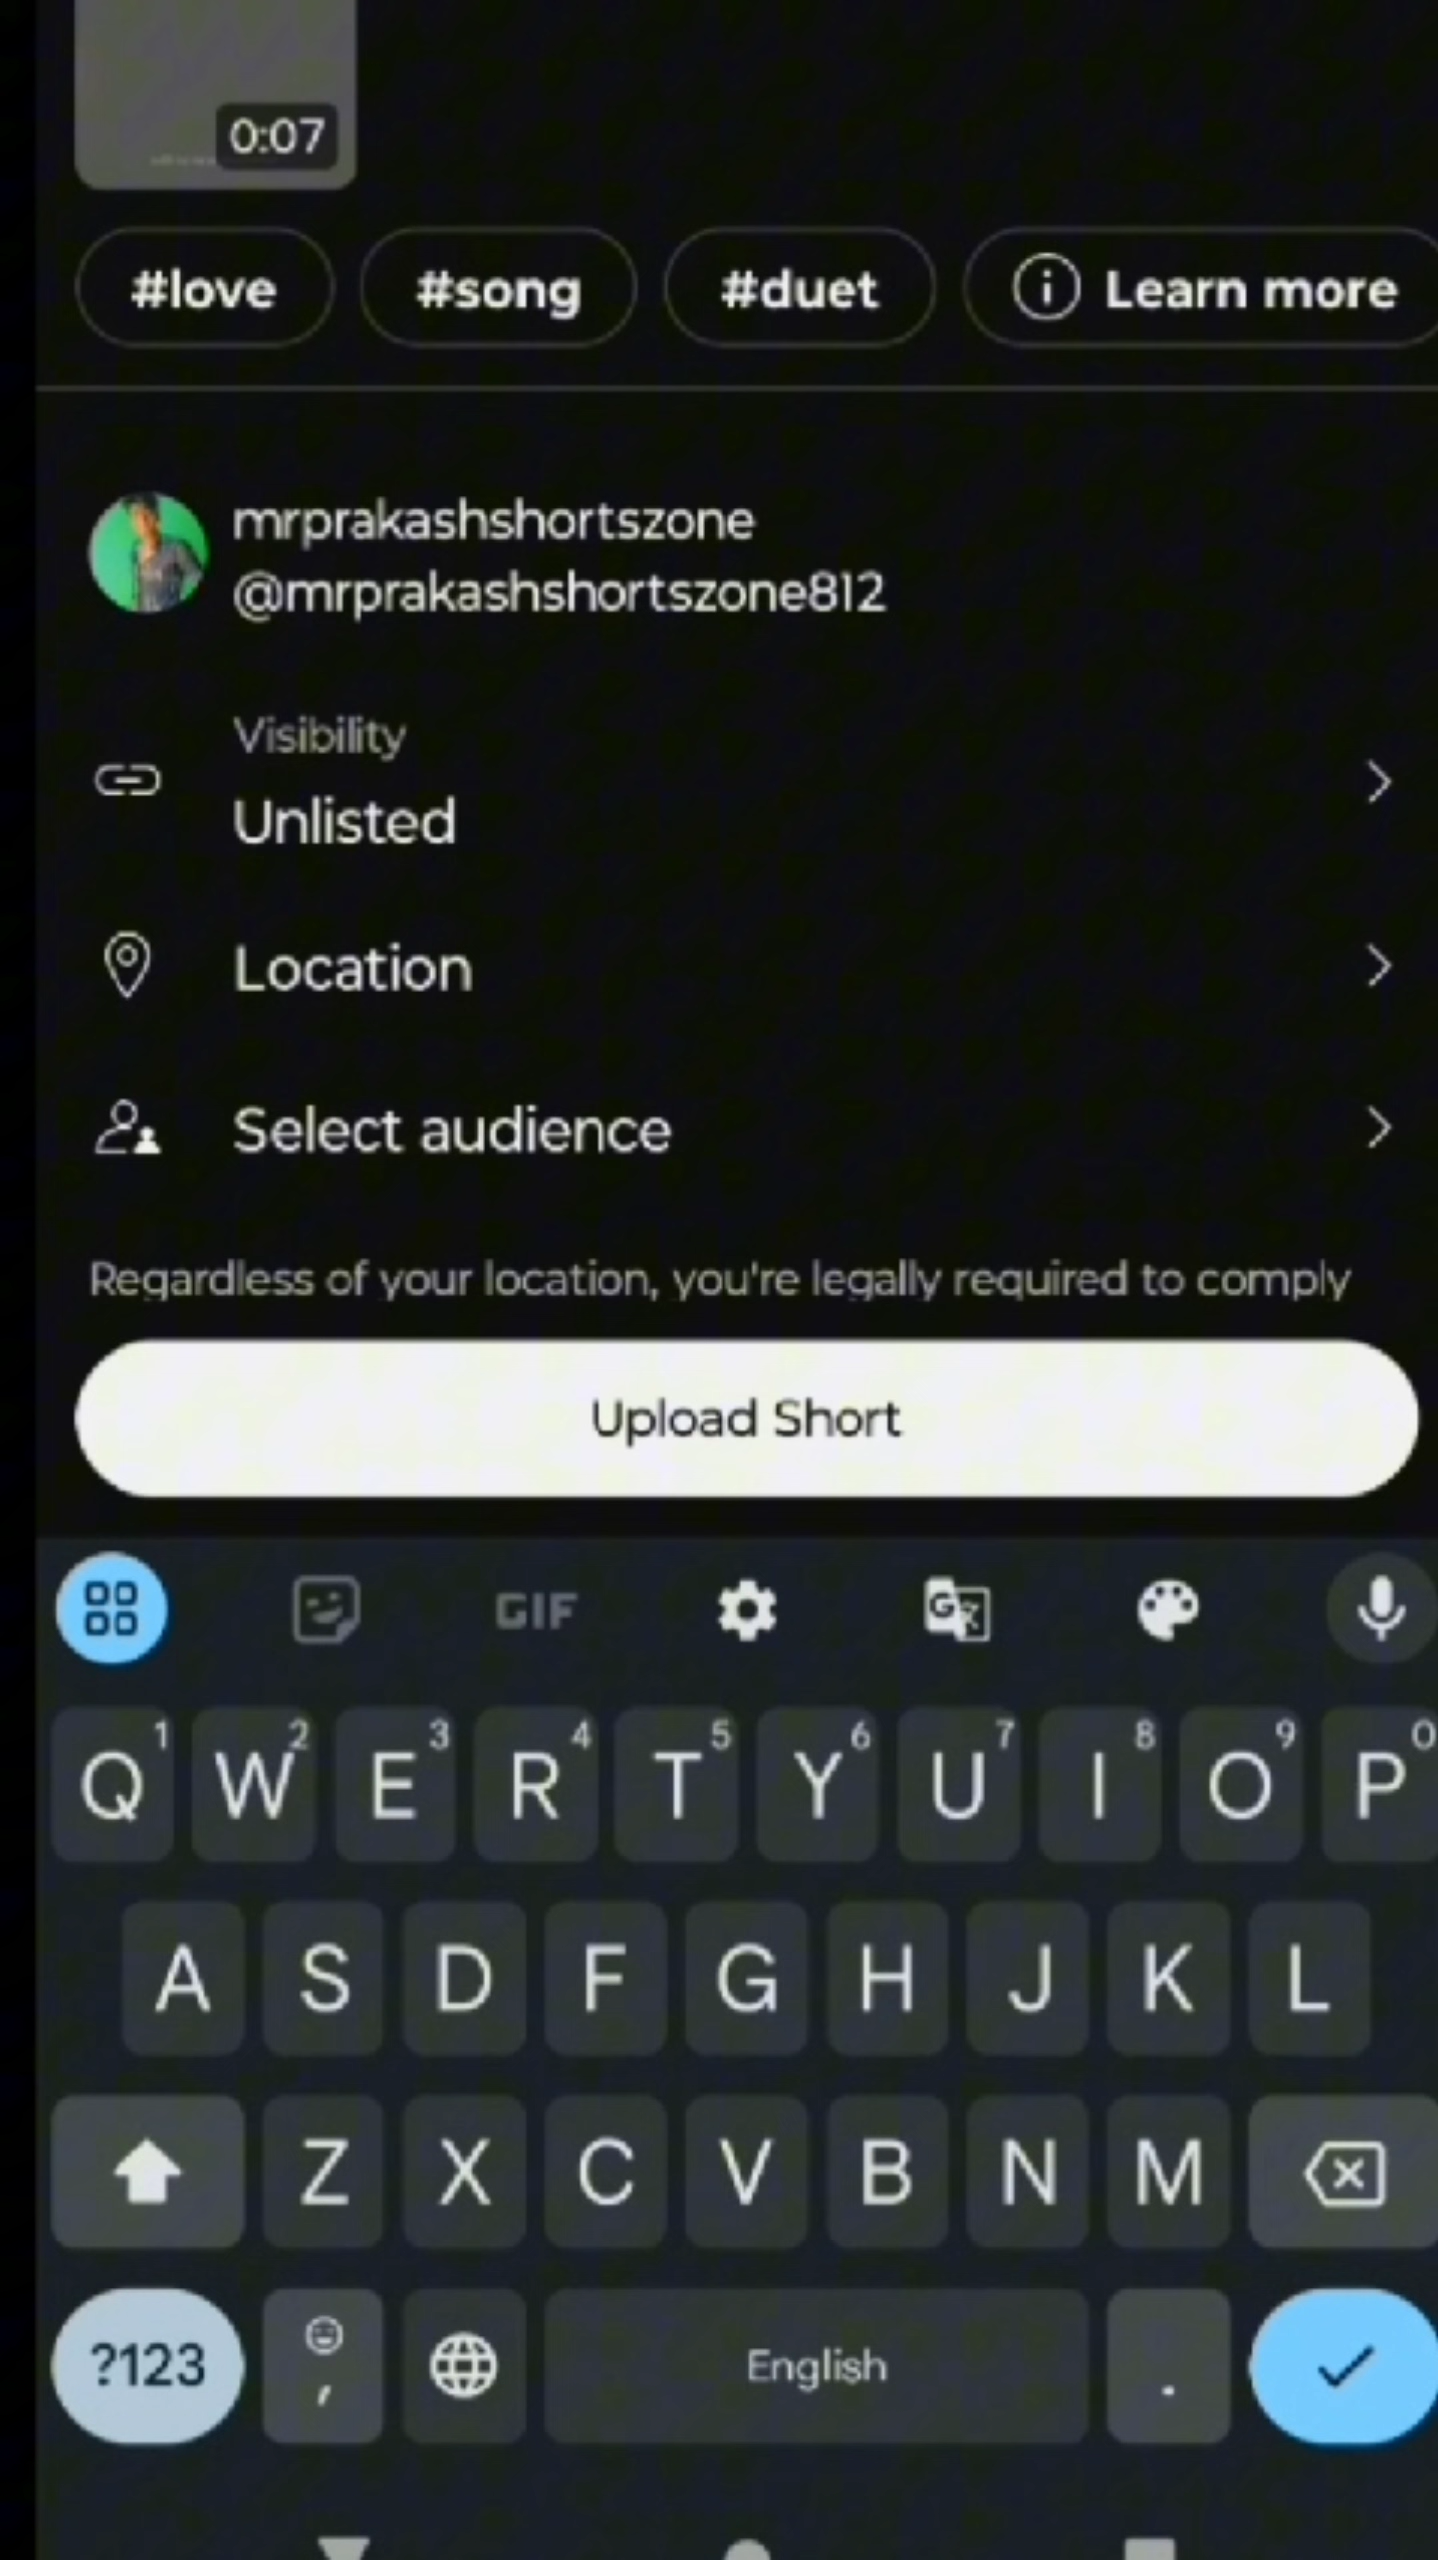 0:07
#love #song #duet Learn more
mrprakashshortszone
@mrprakashshortszone812
Visibility
Unlisted
Location
Select audience
Regardless of your location, you're legally required to comply
Upload Short
GIF
Q1 W2 E3 R4 T5 Y6 U7 I8 O9 P0
A S D F G H J K L
Z X C V B N M
?123 , English .